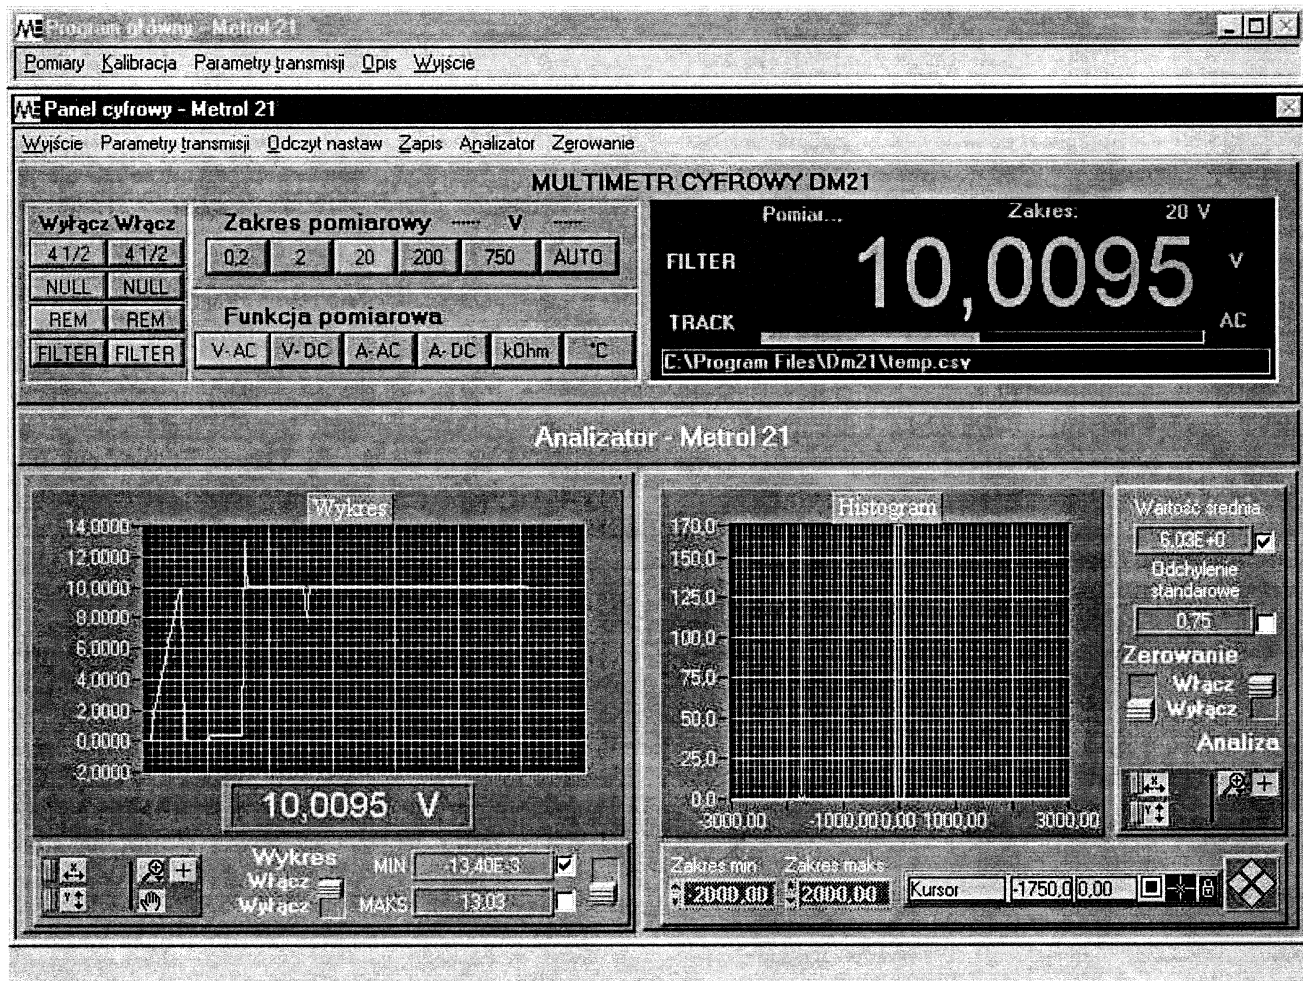 Program główny - Metrol 21
Pomiary Kalibracja Parametry transmisji Opis Wyjście
Panel cyfrowy - Metrol 21
Wyjście Parametry transmisji Odczyt nastaw Zapis Analizator Zerowanie
MULTIMETR CYFROWY DM21
Wyłącz Włącz
4 1/2 4 1/2
NULL NULL
REM REM
FILTER FILTER
Zakres pomiarowy ----- V -----
0,2 2 20 200 750 AUTO
Funkcja pomiarowa
V-AC V-DC A-AC A-DC kOhm °C
Pomiar... Zakres: 20 V
FILTER 10,0095 V
TRACK AC
C:\Program Files\Dm21\temp.csv
Analizator - Metrol 21
Wykres
14,0000
12,0000
10,0000
8,0000
6,0000
4,0000
2,0000
0,0000
-2,0000
10,0095 V
Wykres
Włącz
Wyłącz
MIN -13,40E-3
MAKS 13,03
Histogram
170,0
150,0
125,0
100,0
75,0
50,0
25,0
0,0
-3000,00 -1000,00 0,00 1000,00 3000,00
Wartość średnia
6,03E+0
Odchylenie
standarowe
0,75
Zerowanie
Włącz
Wyłącz
Analiza
Zakres min Zakres maks
-2000,00 2000,00
Kursor -1750,0 0,00